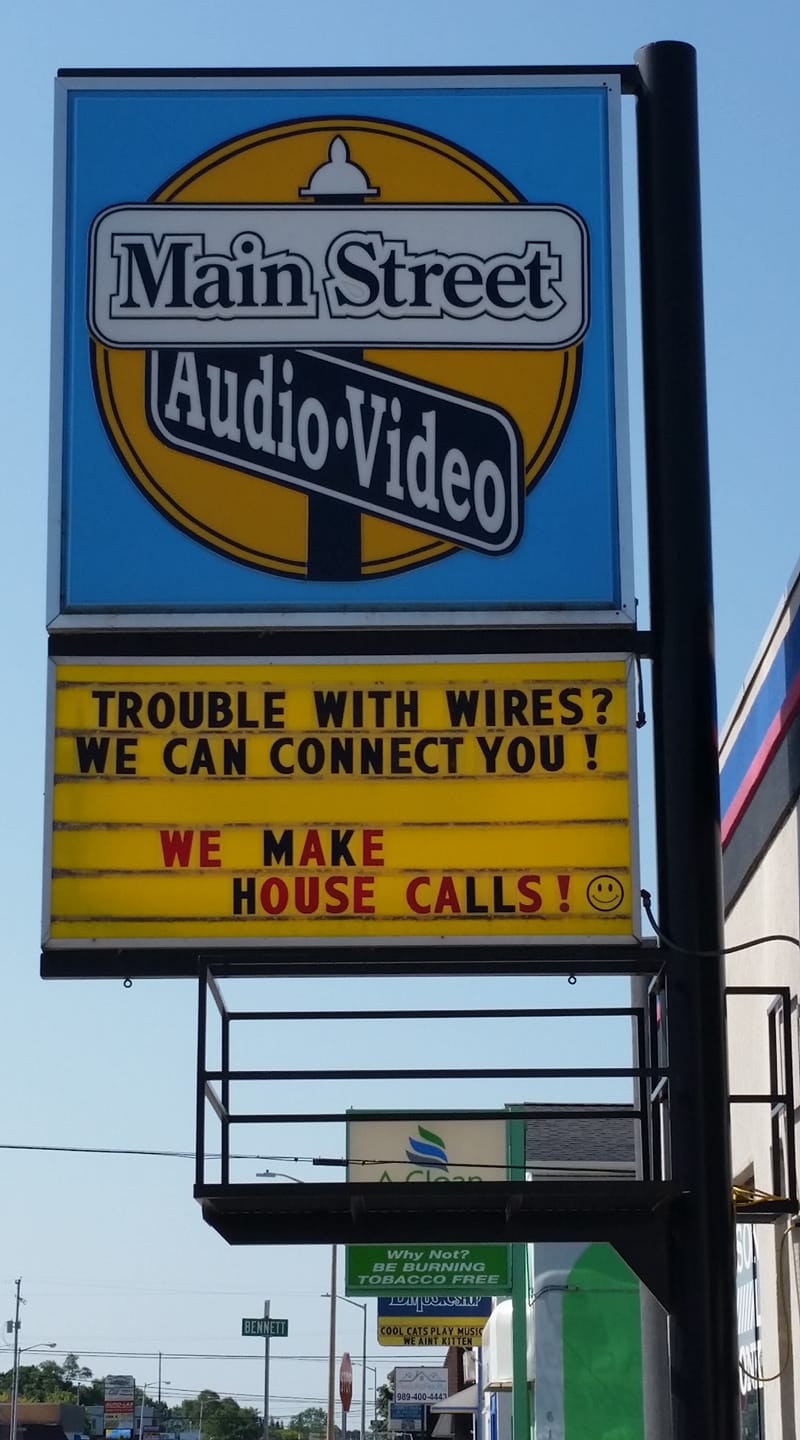 Main Street
Audio·Video
TROUBLE WITH WIRES?
WE CAN CONNECT YOU!
WE MAKE
HOUSE CALLS!
A Clean
Why Not?
BE BURNING
TOBACCO FREE
BENNETT
COOL CATS PLAY MUSIC
WE AINT KITTEN
989-400-4443